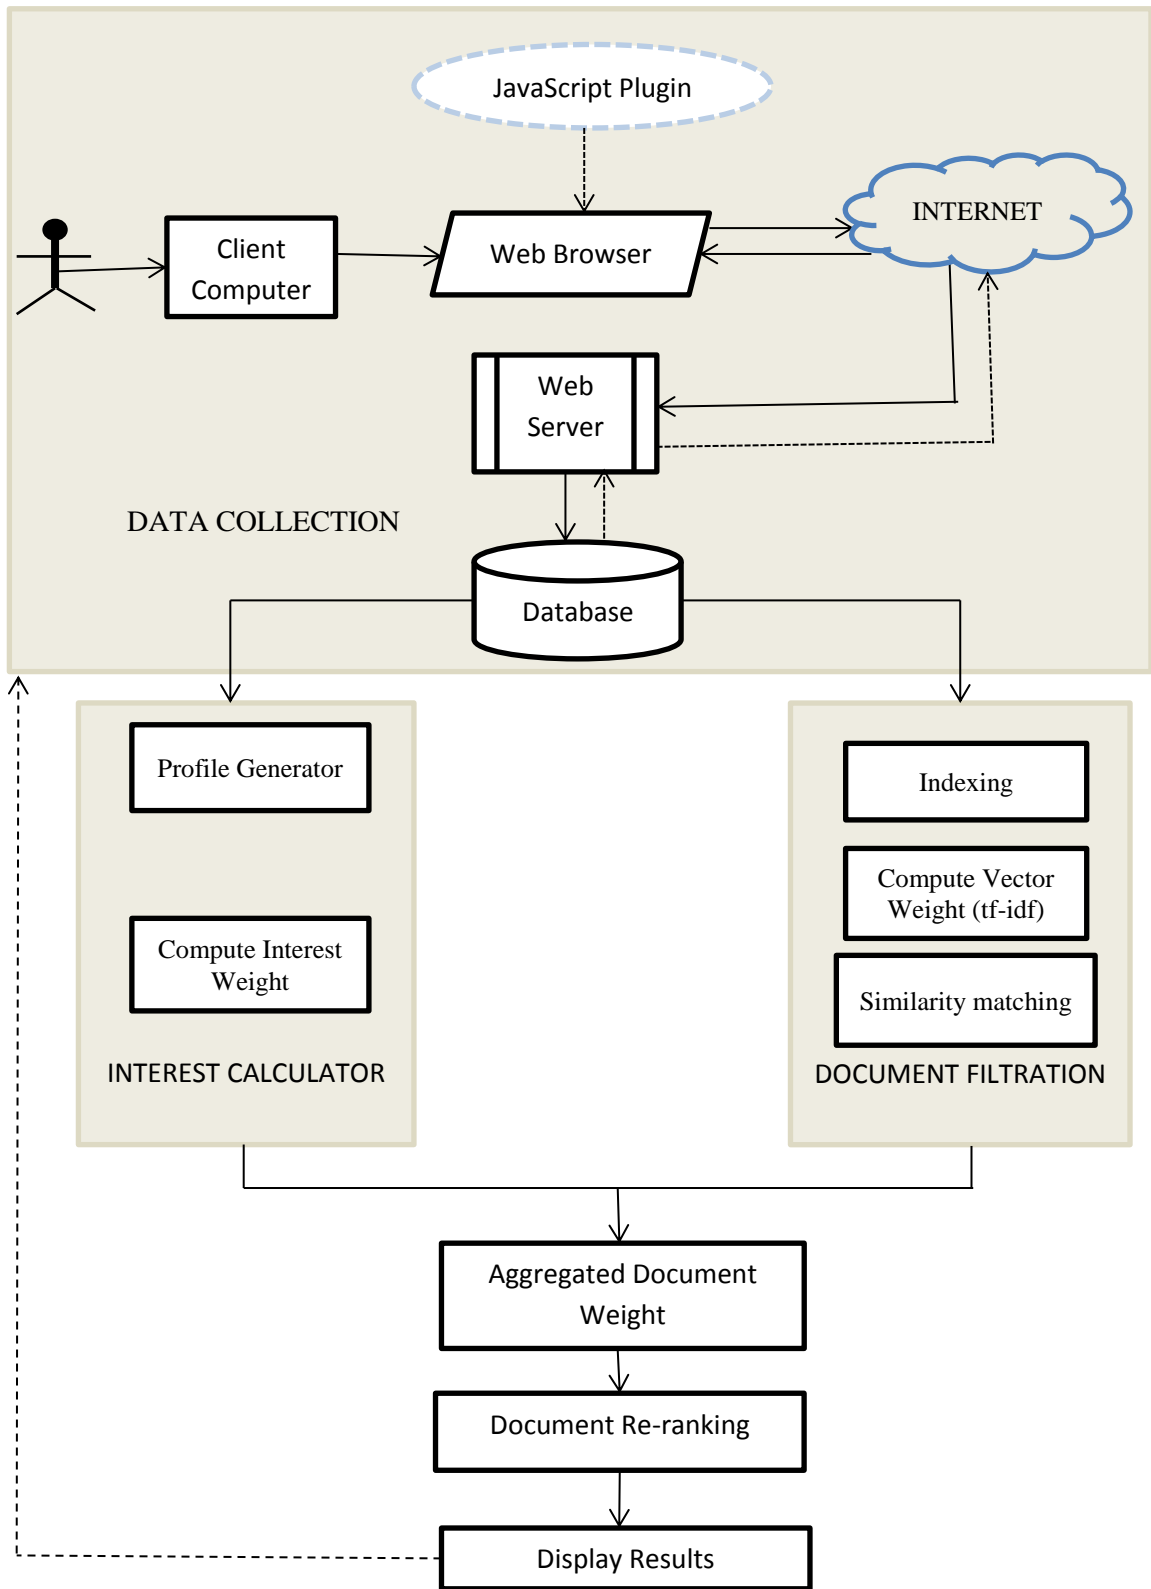 JavaScript Plugin
INTERNET
Client
Computer
Web Browser
Web
Server
DATA COLLECTION
Database
Profile Generator
Compute Interest
Weight
INTEREST CALCULATOR
Indexing
Compute Vector
Weight (tf-idf)
Similarity matching
DOCUMENT FILTRATION
Aggregated Document
Weight
Document Re-ranking
Display Results